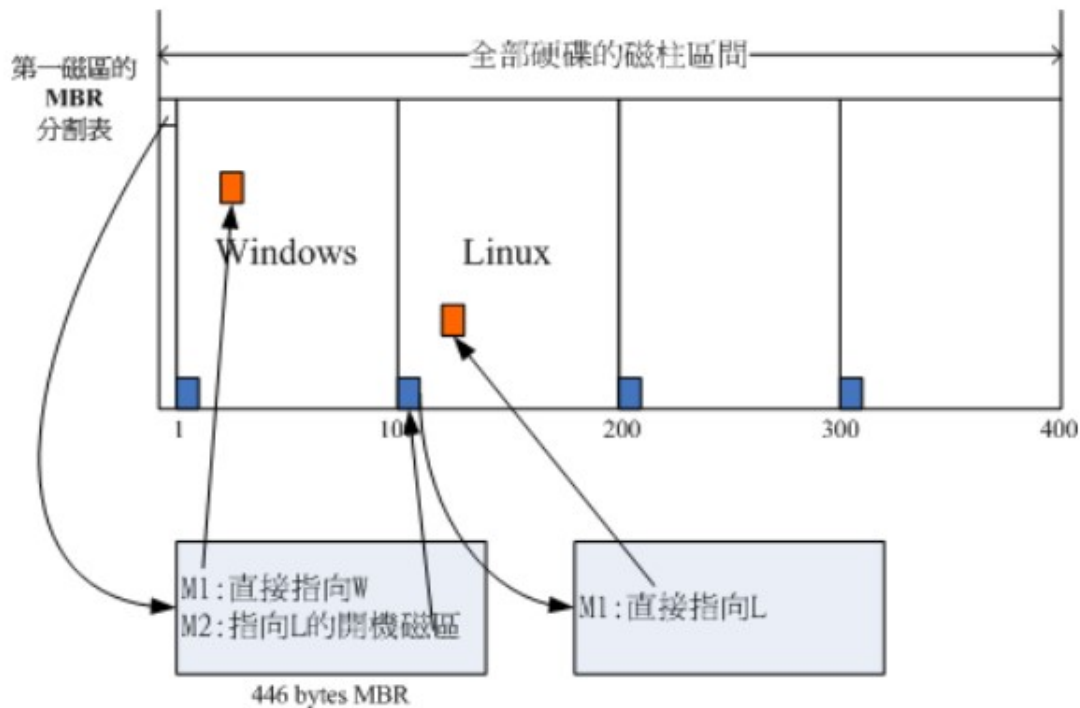 全部硬碟的磁柱區間
第一磁區的
MBR
分割表
Windows
Linux
1
100
200
300
400
M1:直接指向W
M2:指向L的開機磁區
M1:直接指向L
446 bytes MBR